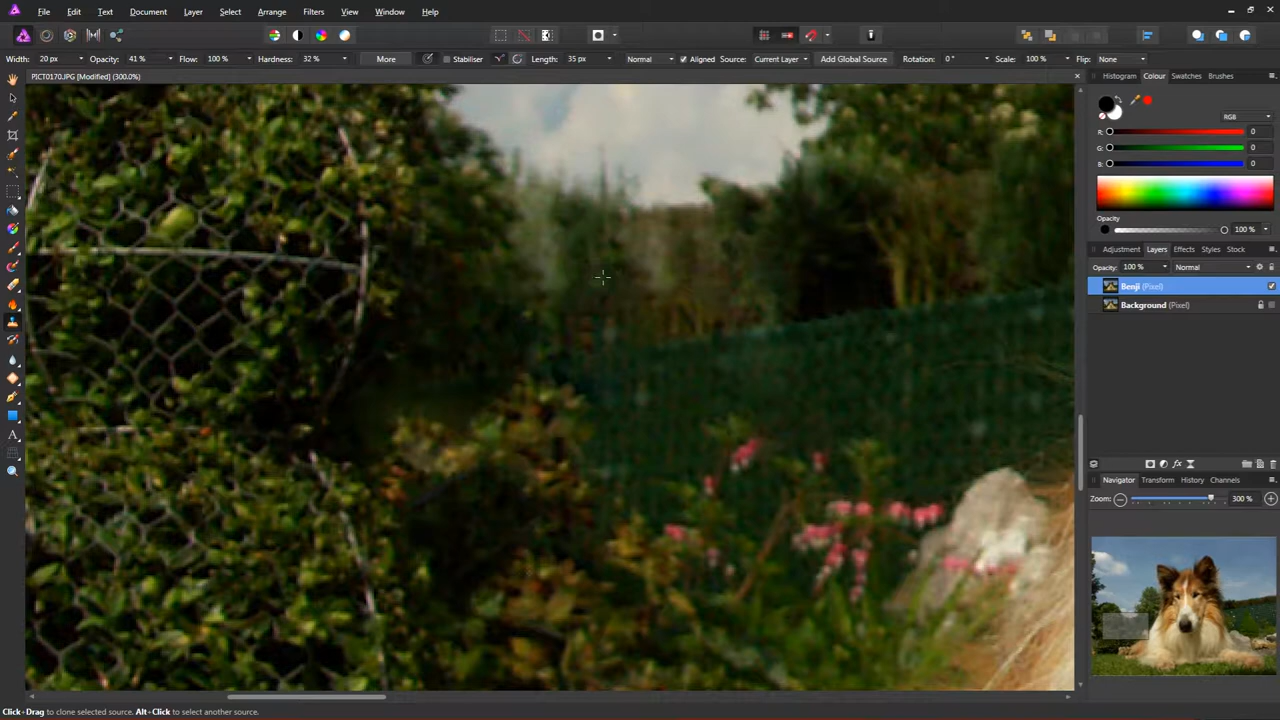 File Edit Text Document Layer Select Arrange Filters View Window Help
Width: 20 px Opacity: 41 % Flow: 100 % Hardness: 32 % More Stabiliser Length: 35 px Normal Aligned Source: Current Layer Add Global Source Rotation: 0 ° Scale: 100 % Flip: None
PICT0170.JPG [Modified] (300.0%)
Histogram Colour Swatches Brushes
RGB
R: 0
G: 0
B: 0
Opacity
100 %
Adjustment Layers Effects Styles Stock
Opacity: 100 % Normal
Benji (Pixel)
Background (Pixel)
Navigator Transform History Channels
Zoom: 300 %
Click+Drag to clone selected source. Alt+Click to select another source.